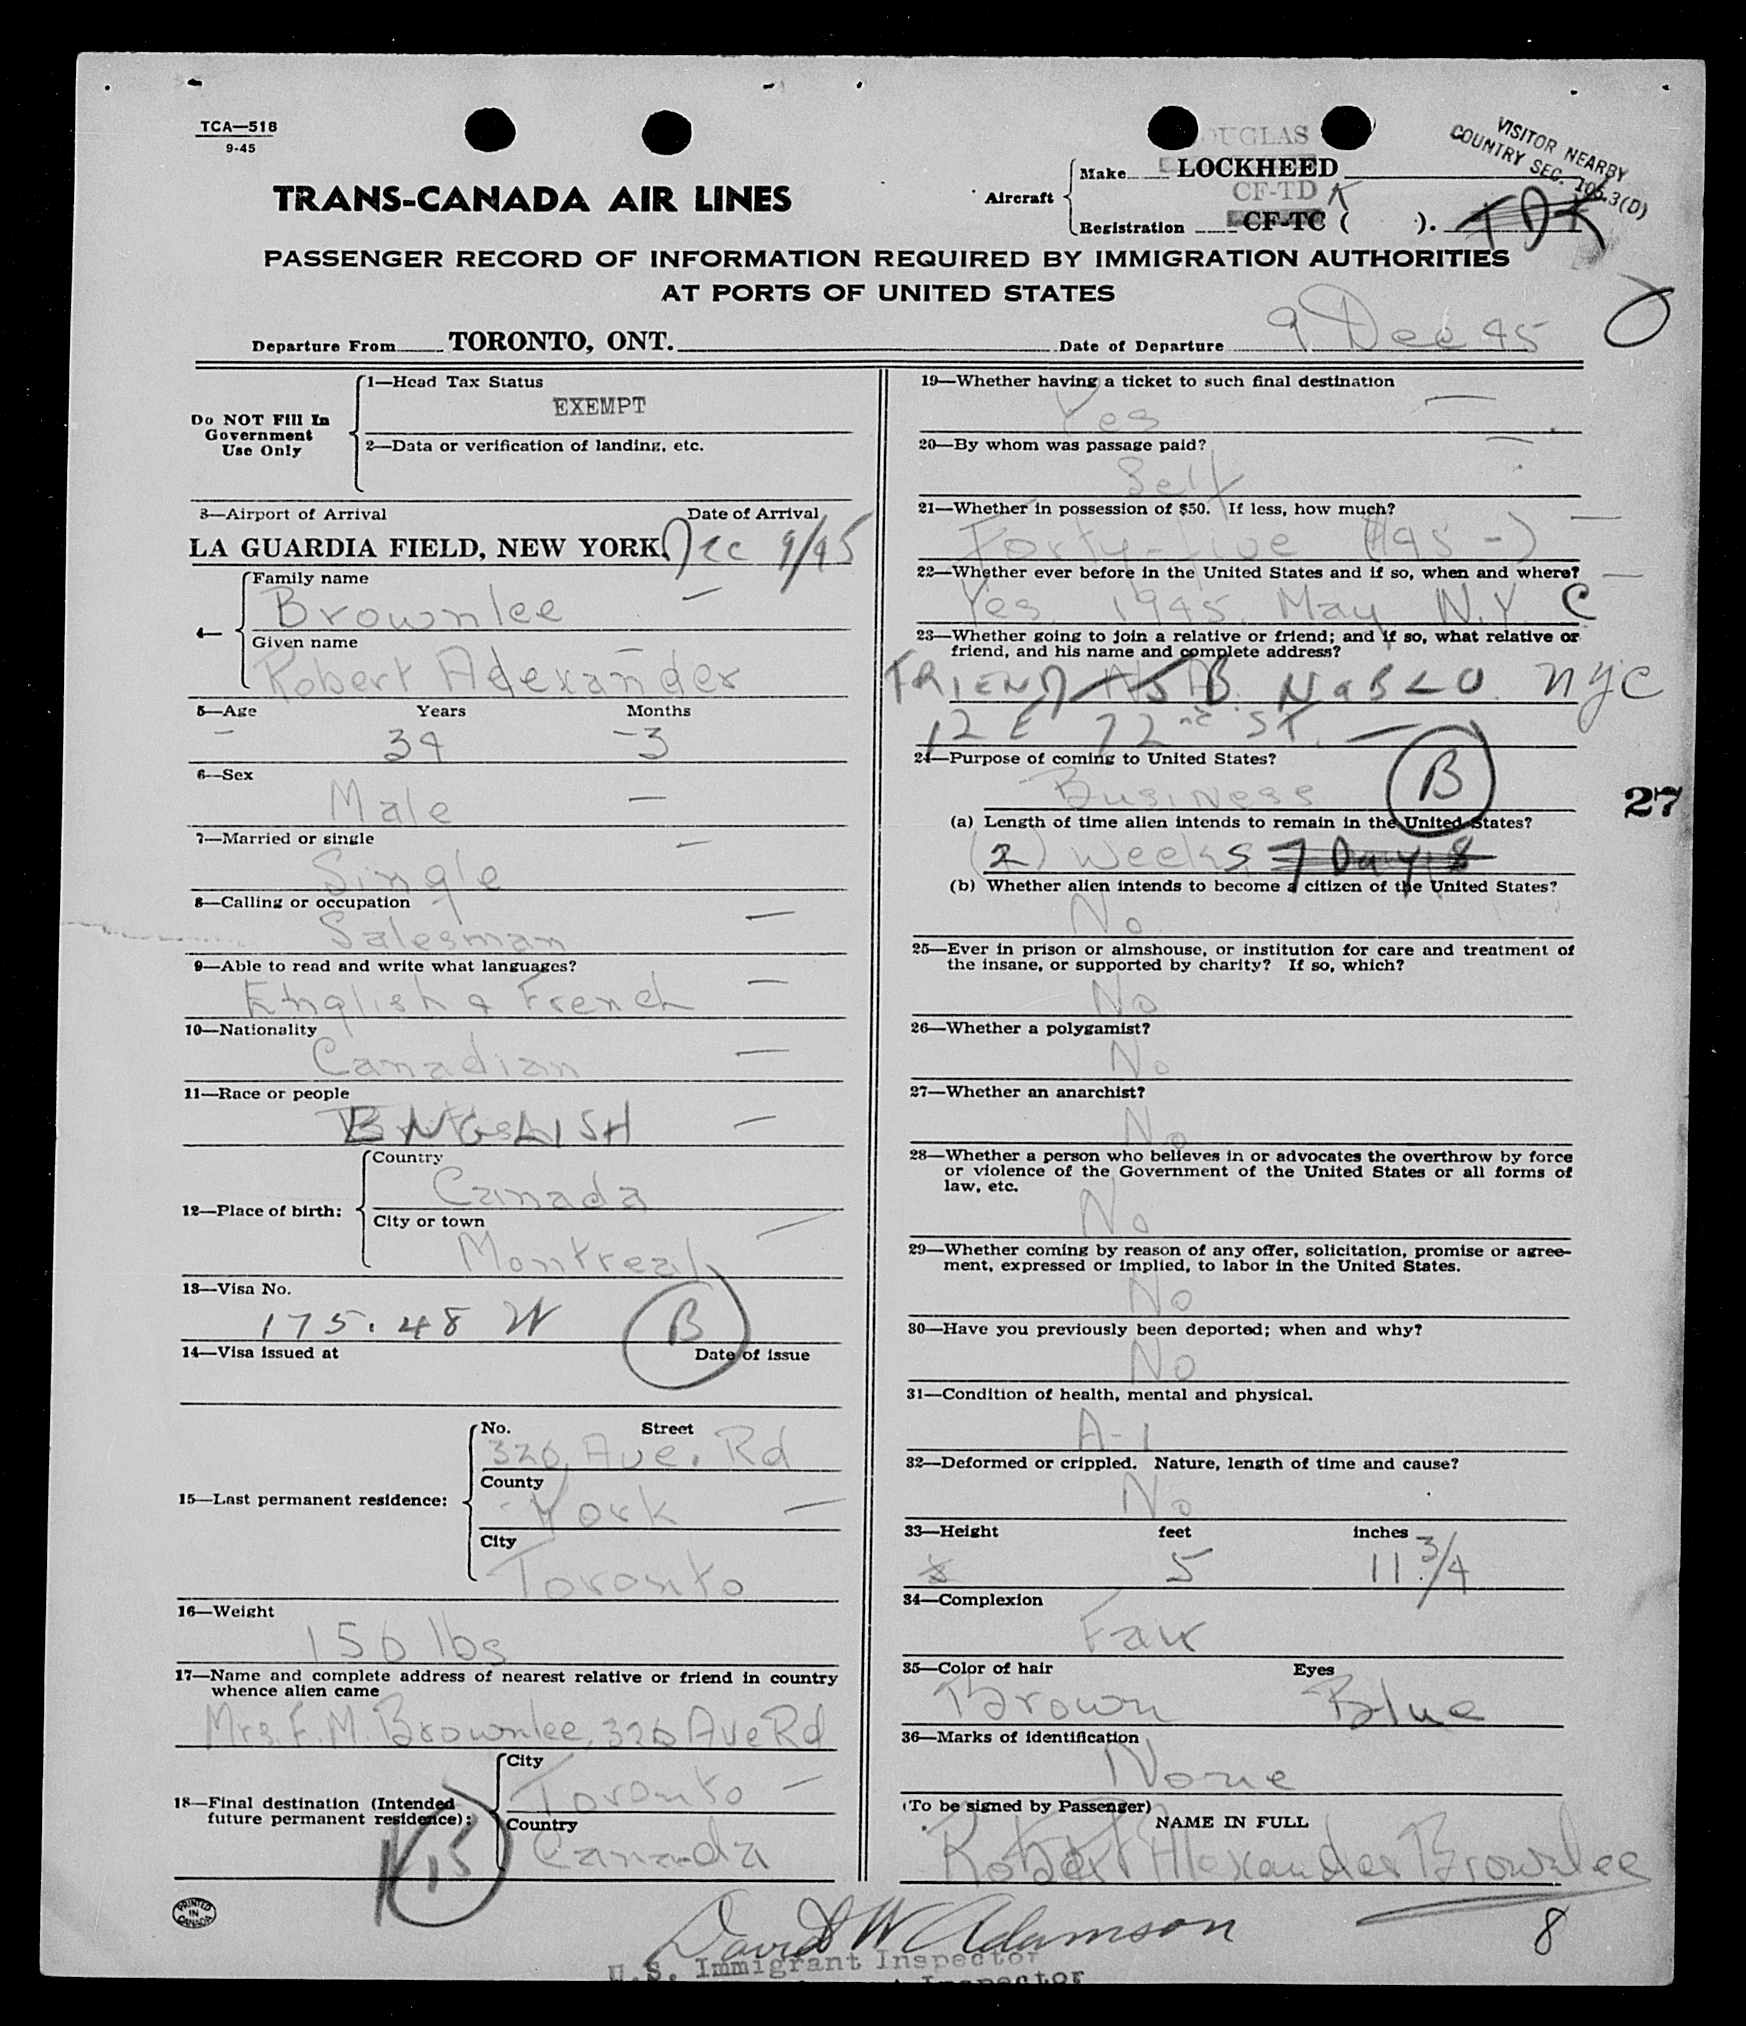 TCA—518
9-45
DOUGLAS
Make LOCKHEED
VISITOR NEARBY
COUNTRY SEC. 105.3(D)
TRANS-CANADA AIR LINES
Aircraft
CF-TD K
Registration CF-TC ( ). TDK
PASSENGER RECORD OF INFORMATION REQUIRED BY IMMIGRATION AUTHORITIES
AT PORTS OF UNITED STATES
Departure From TORONTO, ONT. Date of Departure 9 Dec 45
Do NOT Fill In
Government
Use Only
1—Head Tax Status
EXEMPT
2—Data or verification of landing, etc.
3—Airport of Arrival Date of Arrival
LA GUARDIA FIELD, NEW YORK. Dec 9/45
4—
Family name
Brownlee —
Given name
Robert Alexander
5—Age Years Months
34 3
6—Sex
Male —
7—Married or single
Single
8—Calling or occupation
Salesman
9—Able to read and write what languages?
English & French
10—Nationality
Canadian
11—Race or people
ENGLISH —
12—Place of birth:
Country
Canada
City or town
Montreal
13—Visa No.
175.48 W B
14—Visa issued at Date of issue
15—Last permanent residence:
No. Street
326 Ave. Rd
County
York —
City
Toronto
16—Weight
150 lbs
17—Name and complete address of nearest relative or friend in country
whence alien came
Mrs. F. M. Brownlee, 326 Ave Rd
18—Final destination (Intended
future permanent residence):
City
Toronto —
Country
Canada
PRINTED
IN
CANADA
19—Whether having a ticket to such final destination
Yes
20—By whom was passage paid?
Self
21—Whether in possession of $50. If less, how much?
Forty-five (\$45 -)
22—Whether ever before in the United States and if so, when and where?
Yes 1945. May N.Y.C
23—Whether going to join a relative or friend; and if so, what relative or
friend, and his name and complete address?
FRIEND NYC
12 E 72nd ST. —
24—Purpose of coming to United States?
Business B
27
(a) Length of time alien intends to remain in the United States?
(2) Weeks 7 Days
(b) Whether alien intends to become a citizen of the United States?
No
25—Ever in prison or almshouse, or institution for care and treatment of
the insane, or supported by charity? If so, which?
No
26—Whether a polygamist?
No
27—Whether an anarchist?
No
28—Whether a person who believes in or advocates the overthrow by force
or violence of the Government of the United States or all forms of
law, etc.
No
29—Whether coming by reason of any offer, solicitation, promise or agree-
ment, expressed or implied, to labor in the United States.
No
30—Have you previously been deported; when and why?
No
31—Condition of health, mental and physical.
A-1
32—Deformed or crippled. Nature, length of time and cause?
No
33—Height feet inches
5 11 3/4
34—Complexion
Fair
35—Color of hair Eyes
Brown Blue
36—Marks of identification
None
(To be signed by Passenger)
NAME IN FULL
Robert Alexander Brownlee
8
David W Adamson
U.S. Immigrant Inspector
Inspector